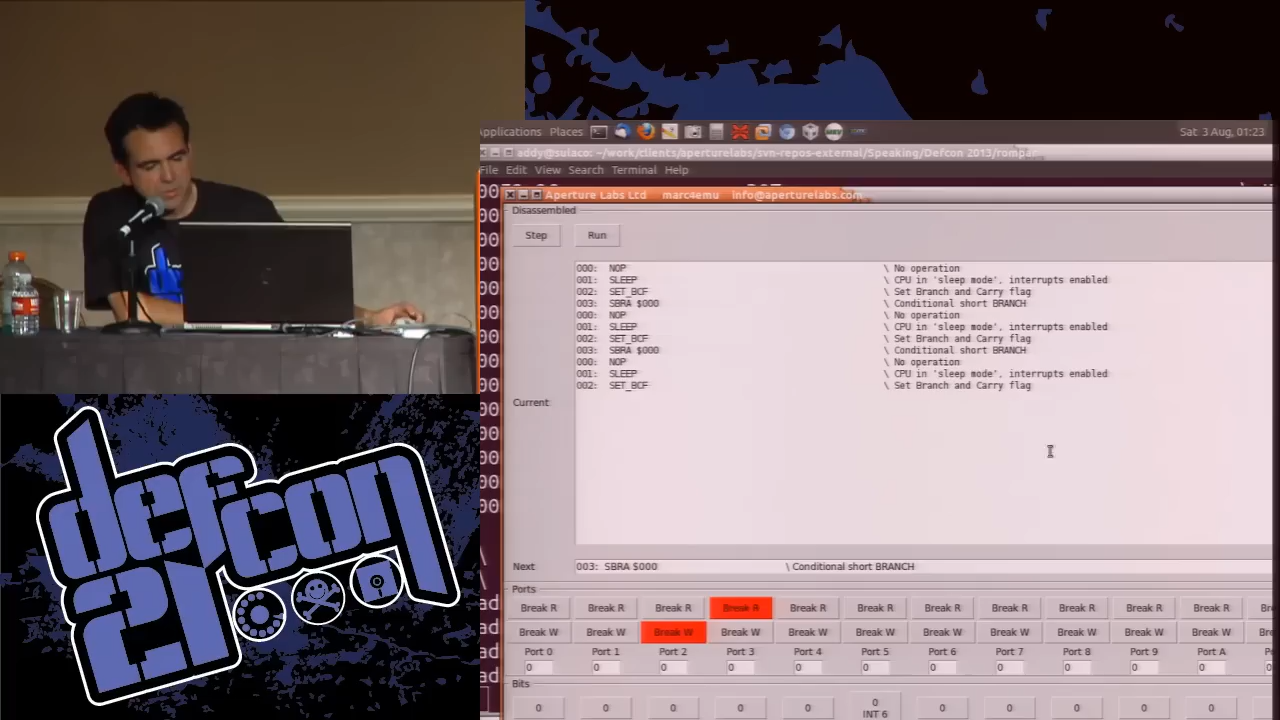 Applications Places Sat 3 Aug, 01:23
addy@sulaco: ~/work/clients/aperturelabs/svn-repos-external/Speaking/Defcon 2013/rompar
File Edit View Search Terminal Help
Aperture Labs Ltd marc4emu info@aperturelabs.com
Disassembled
Step Run
000: NOP \ No operation
001: SLEEP \ CPU in 'sleep mode', interrupts enabled
002: SET_BCF \ Set Branch and Carry flag
003: SBRA $000 \ Conditional short BRANCH
000: NOP \ No operation
001: SLEEP \ CPU in 'sleep mode', interrupts enabled
002: SET_BCF \ Set Branch and Carry flag
003: SBRA $000 \ Conditional short BRANCH
000: NOP \ No operation
001: SLEEP \ CPU in 'sleep mode', interrupts enabled
002: SET_BCF \ Set Branch and Carry flag
Current
Next 003: SBRA $000 \ Conditional short BRANCH
Ports
Break R Break R Break R Break R Break R Break R Break R Break R Break R Break R Break R
Break W Break W Break W Break W Break W Break W Break W Break W Break W Break W Break W
Port 0 Port 1 Port 2 Port 3 Port 4 Port 5 Port 6 Port 7 Port 8 Port 9 Port A
0 0 0 0 0 0 0 0 0 0 0
Bits
0 0 0 0 0 0 0 0 0 0 0
INT 6
defcon
21